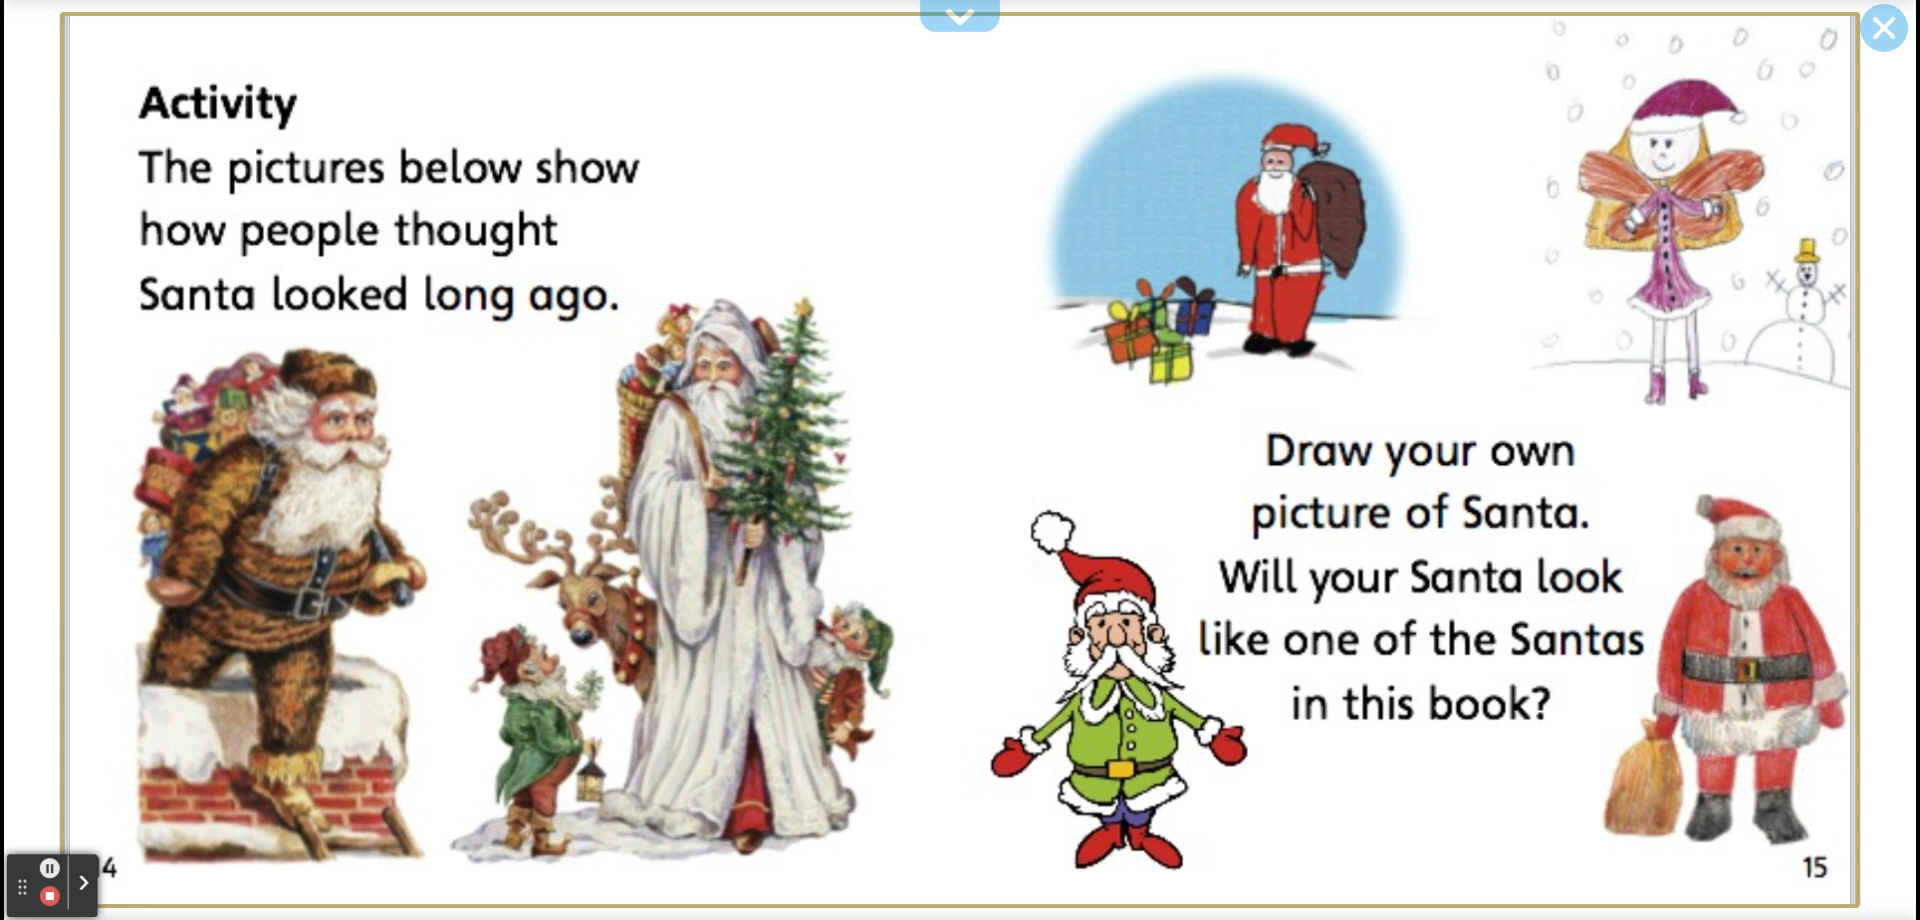 Activity
The pictures below show
how people thought
Santa looked long ago.
Draw your own
picture of Santa.
Will your Santa look
like one of the Santas
in this book?
4
15